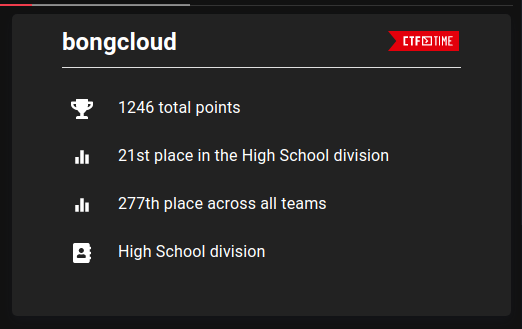 bongcloud
CTF TIME
1246 total points
21st place in the High School division
277th place across all teams
High School division